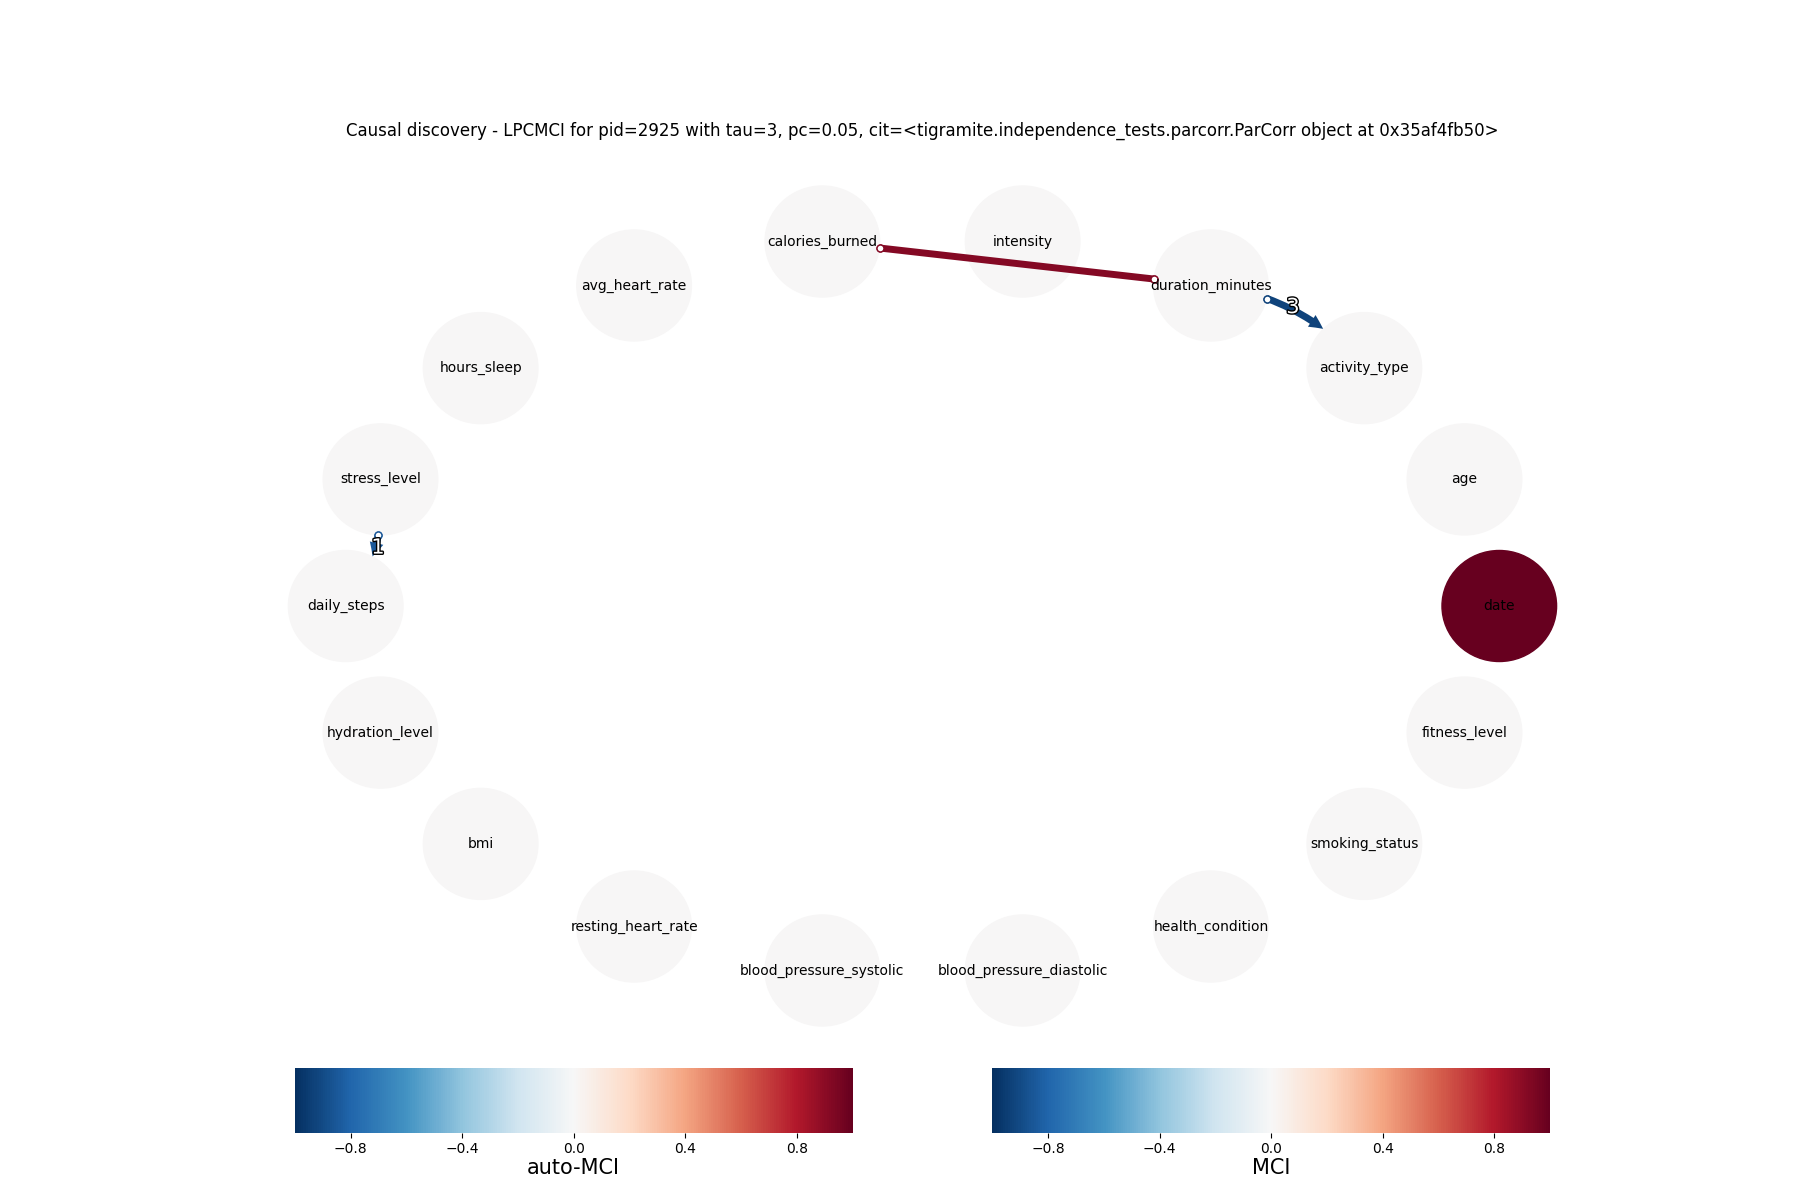 Causal discovery - LPCMCI for pid=2925 with tau=3, pc=0.05, cit=<tigramite.independence_tests.parcorr.ParCorr object at 0x35af4fb50>
calories_burned
intensity
avg_heart_rate
duration_minutes
3
hours_sleep
activity_type
stress_level
age
1
daily_steps
date
hydration_level
fitness_level
bmi
smoking_status
resting_heart_rate
health_condition
blood_pressure_systolic
blood_pressure_diastolic
−0.8 −0.4 0.0 0.4 0.8
auto-MCI
−0.8 −0.4 0.0 0.4 0.8
MCI